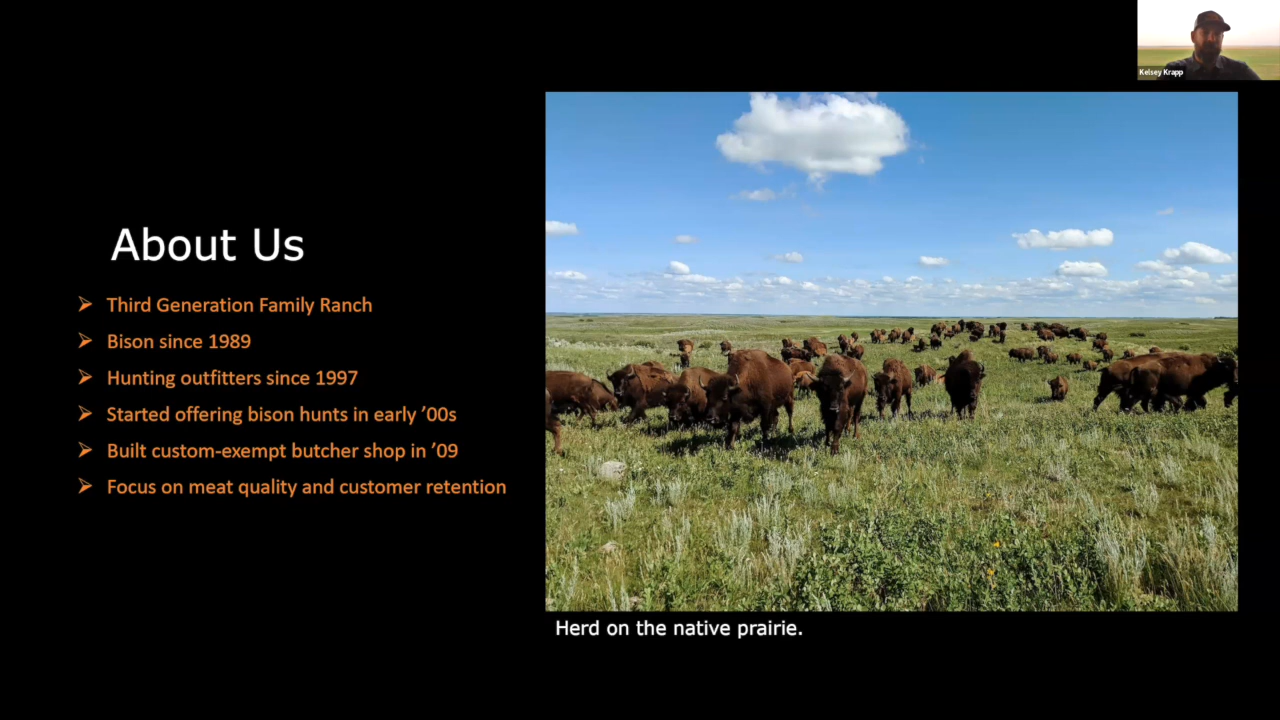 Kelsey Krapp
About Us
Third Generation Family Ranch
Bison since 1989
Hunting outfitters since 1997
Started offering bison hunts in early ’00s
Built custom-exempt butcher shop in ’09
Focus on meat quality and customer retention
Herd on the native prairie.